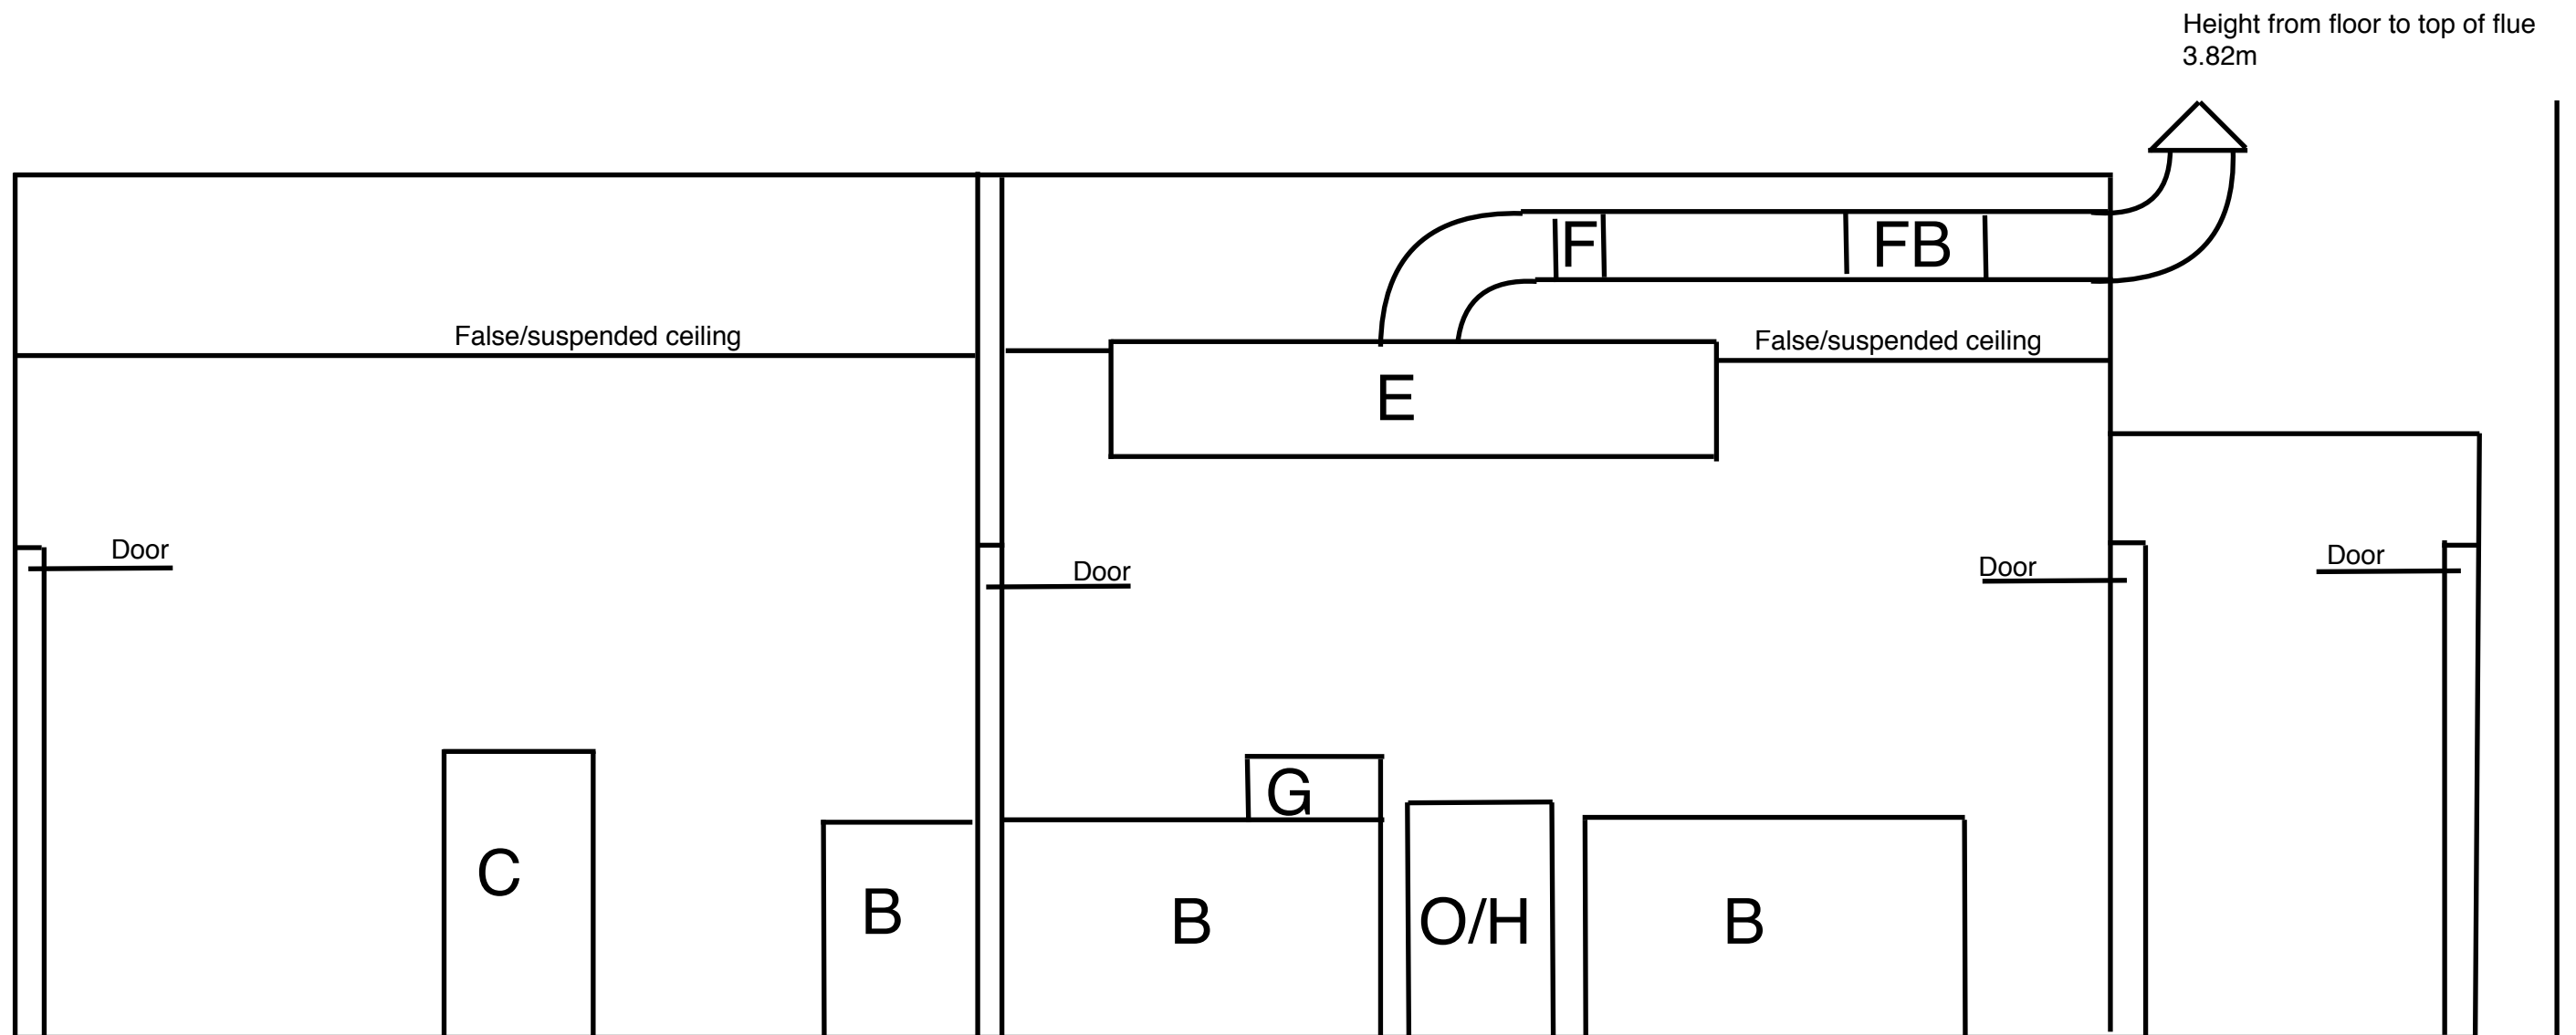 Height from floor to top of flue
3.82m
F
FB
False/suspended ceiling
False/suspended ceiling
E
Door
Door
Door
Door
G
C
B
B
O/H
B